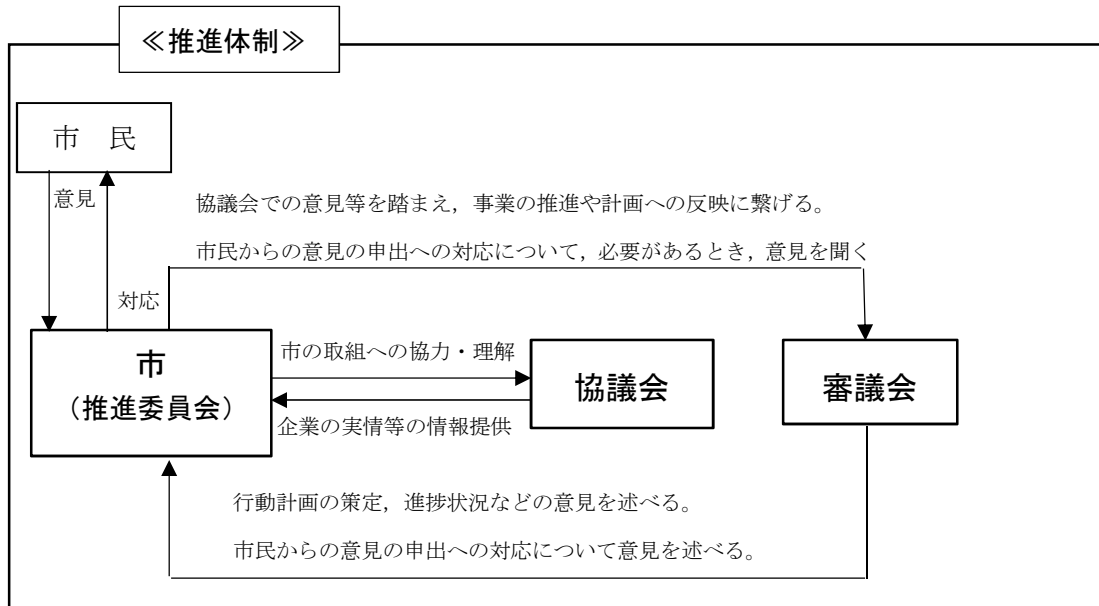 ≪推進体制≫
市　民
意見
協議会での意見等を踏まえ，事業の推進や計画への反映に繋げる。
市民からの意見の申出への対応について，必要があるとき，意見を聞く
対応
市
（推進委員会）
市の取組への協力・理解
企業の実情等の情報提供
協議会
審議会
行動計画の策定，進捗状況などの意見を述べる。
市民からの意見の申出への対応について意見を述べる。